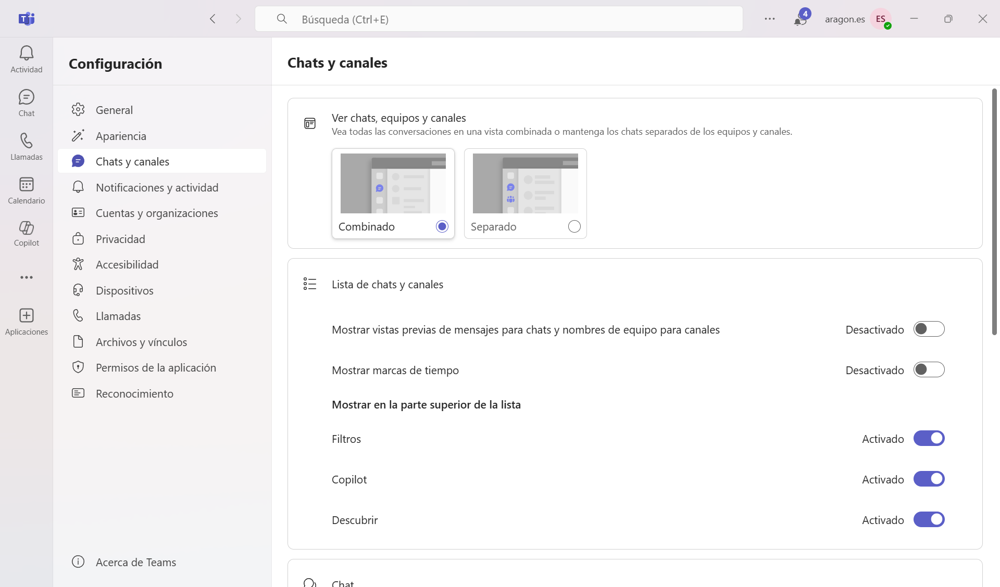 Búsqueda (Ctrl+E)
4
aragon.es
ES
Actividad
Chat
Llamadas
Calendario
Copilot
Aplicaciones
Configuración
General
Apariencia
Chats y canales
Notificaciones y actividad
Cuentas y organizaciones
Privacidad
Accesibilidad
Dispositivos
Llamadas
Archivos y vínculos
Permisos de la aplicación
Reconocimiento
Acerca de Teams
Chats y canales
Ver chats, equipos y canales
Vea todas las conversaciones en una vista combinada o mantenga los chats separados de los equipos y canales.
Combinado
Separado
Lista de chats y canales
Mostrar vistas previas de mensajes para chats y nombres de equipo para canales Desactivado
Mostrar marcas de tiempo Desactivado
Mostrar en la parte superior de la lista
Filtros Activado
Copilot Activado
Descubrir Activado
Chat